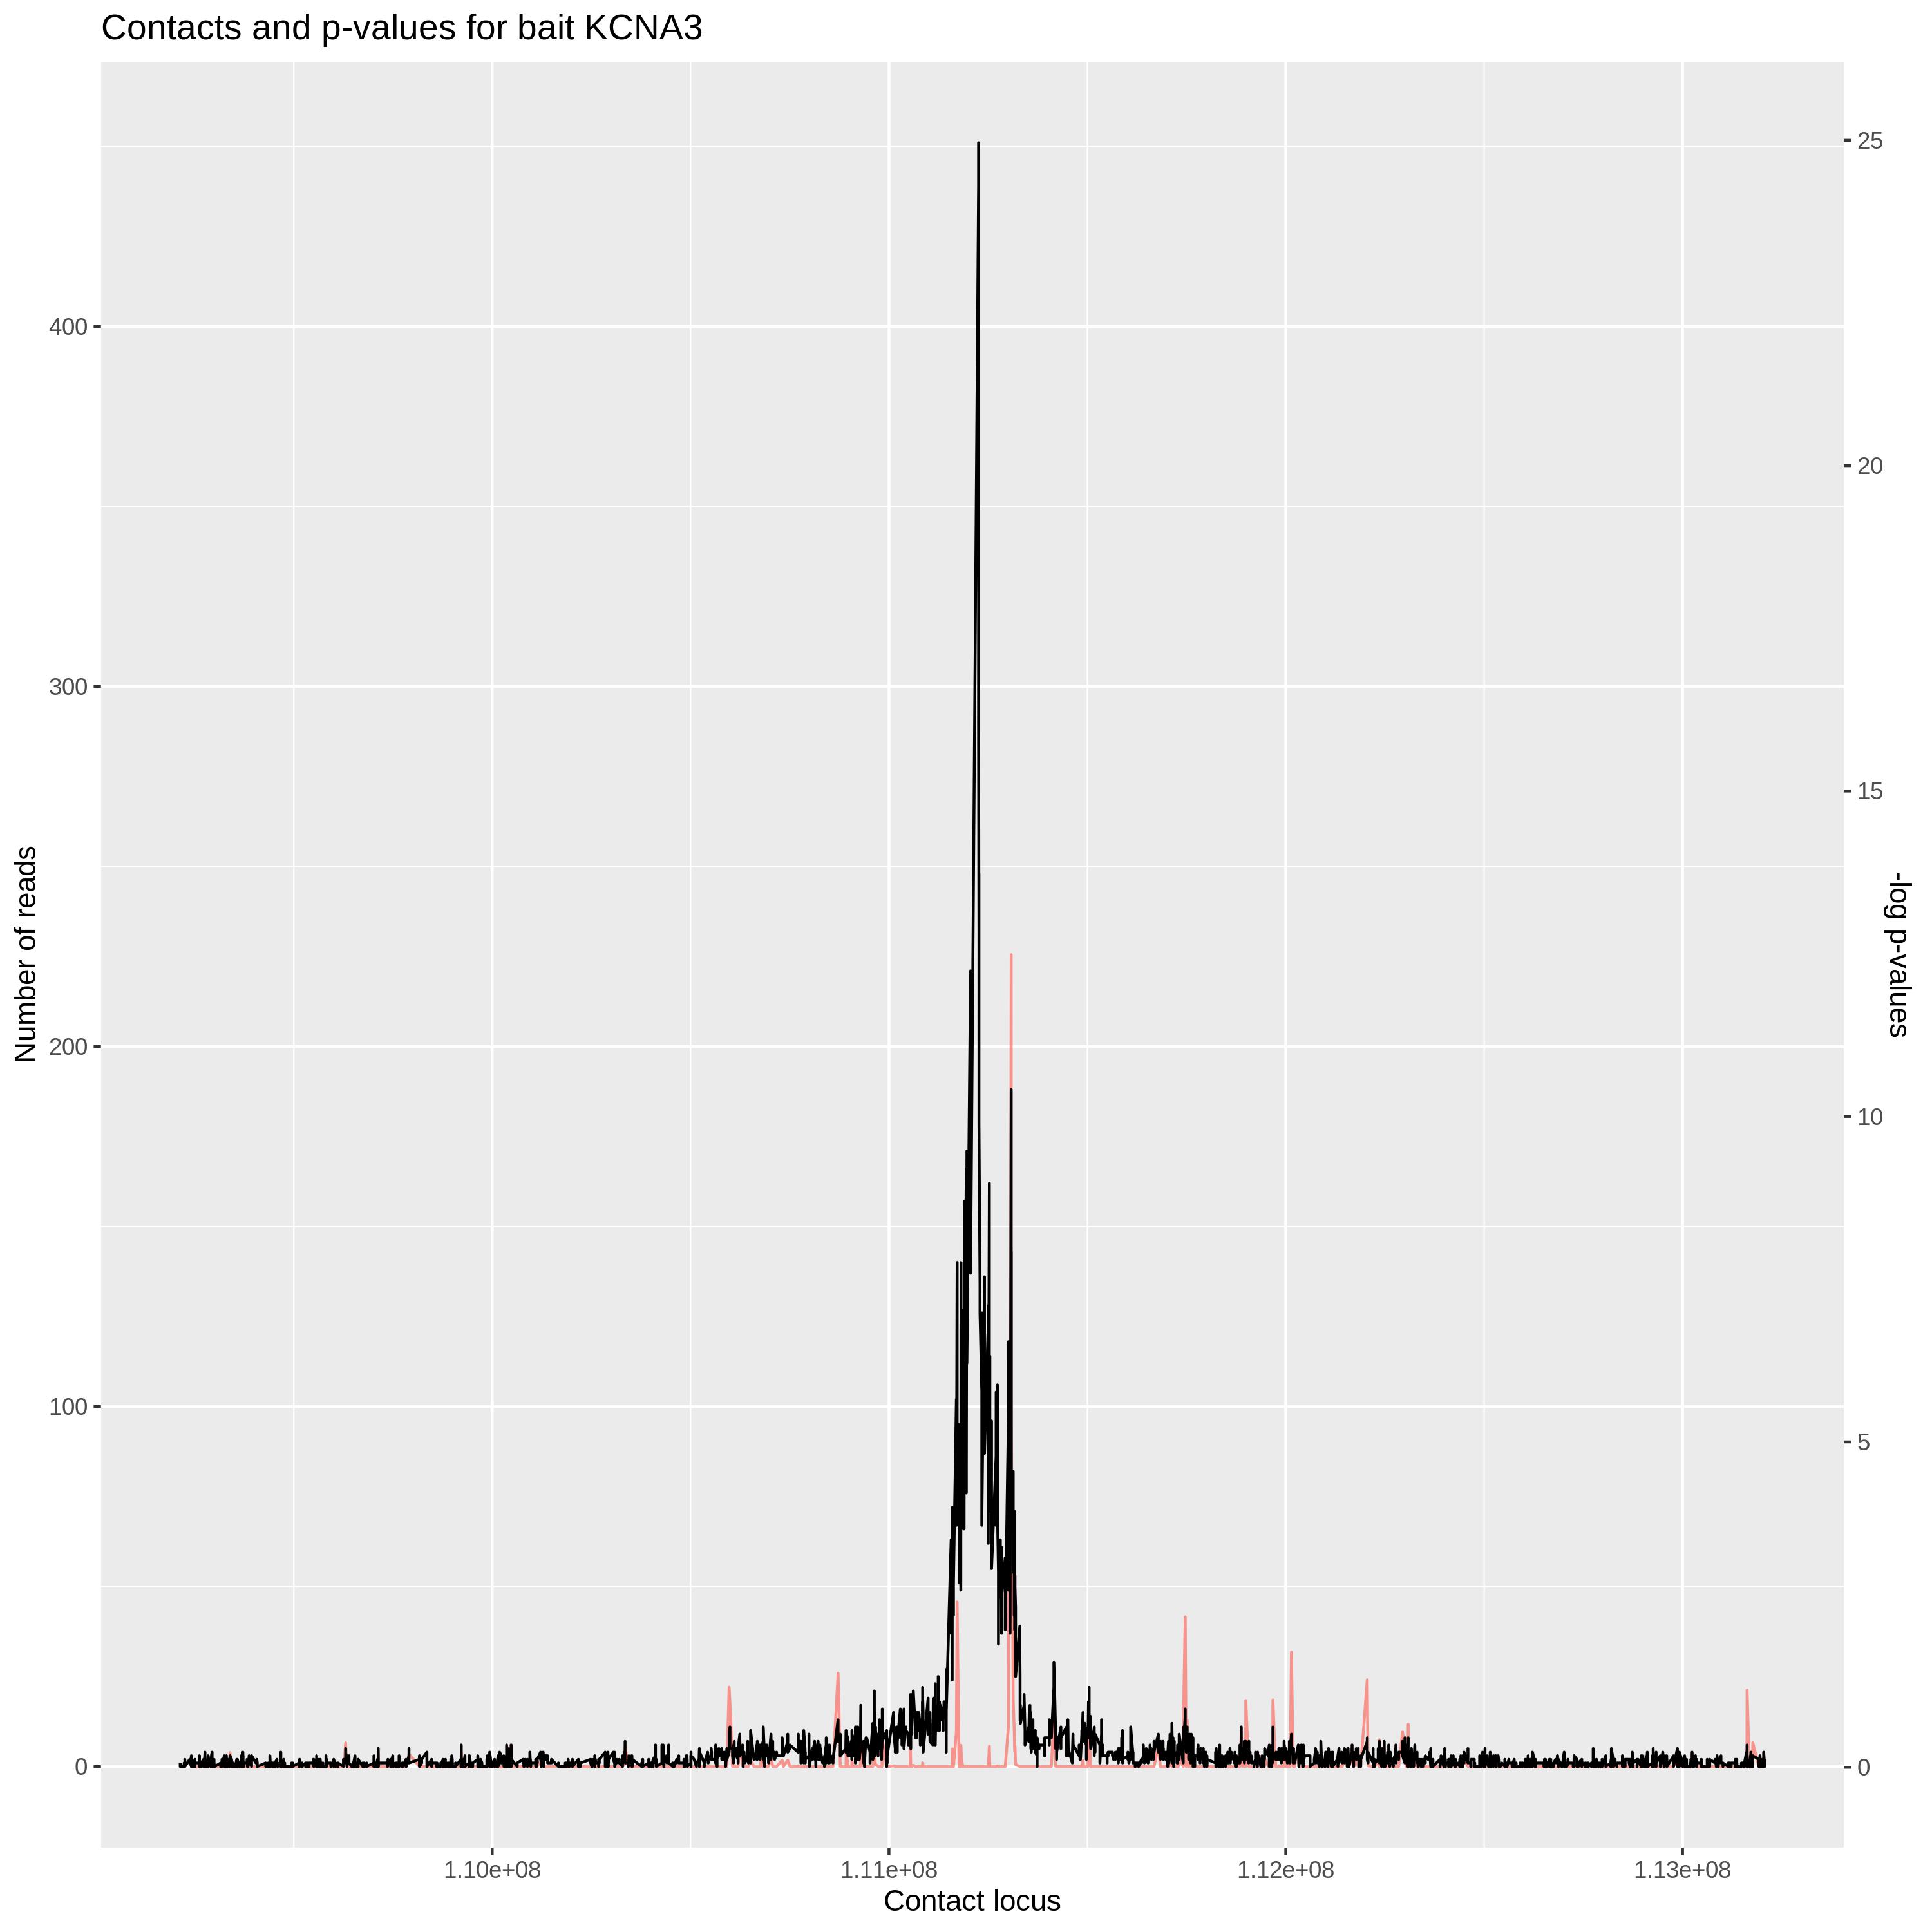 Contacts and p-values for bait KCNA3
Number of reads
400
300
200
100
0
25
20
15
10
5
0
-log p-values
1.10e+08 1.11e+08 1.12e+08 1.13e+08
Contact locus